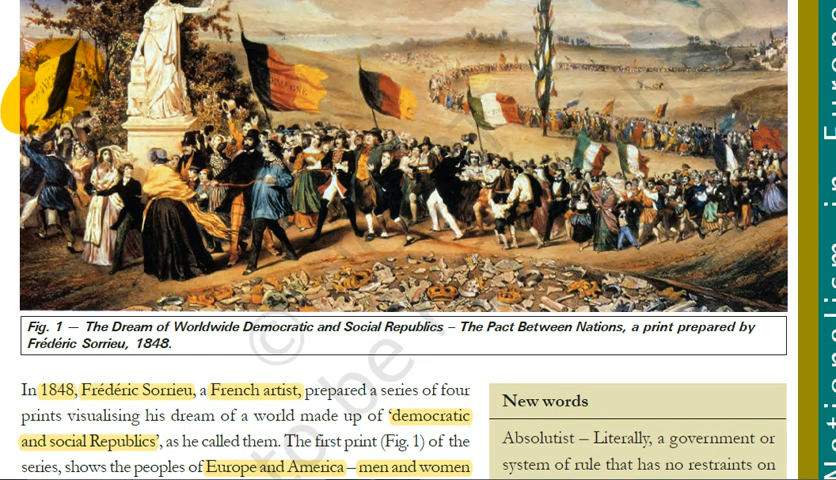 Fig. 1 — The Dream of Worldwide Democratic and Social Republics – The Pact Between Nations, a print prepared by
Frédéric Sorrieu, 1848.
In 1848, Frédéric Sorrieu, a French artist, prepared a series of four
prints visualising his dream of a world made up of ‘democratic
and social Republics’, as he called them. The first print (Fig. 1) of the
series, shows the peoples of Europe and America – men and women
New words
Absolutist – Literally, a government or
system of rule that has no restraints on
Nationalism in Europe
© to be